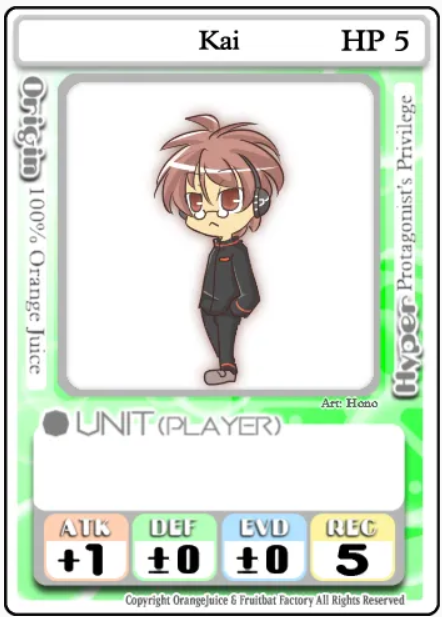 Kai HP 5
Origin 100% Orange Juice
Hyper Protagonist's Privilege
Art: Hono
UNIT (PLAYER)
ATK DEF EVD REC
+1 ±0 ±0 5
Copyright OrangeJuice & Fruitbat Factory All Rights Reserved